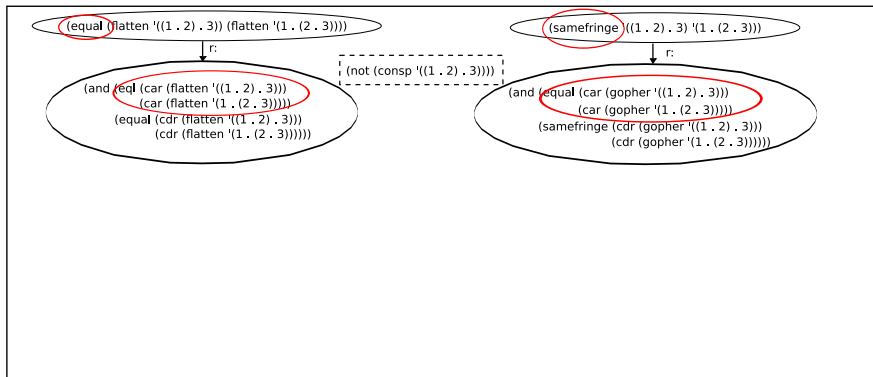 (equal (flatten '((1 . 2) . 3)) (flatten '(1 . (2 . 3))))
r:
(and (eql (car (flatten '((1 . 2) . 3)))
(car (flatten '(1 . (2 . 3)))))
(equal (cdr (flatten '((1 . 2) . 3)))
(cdr (flatten '(1 . (2 . 3))))))
(not (consp '((1 . 2) . 3))))
(samefringe '((1 . 2) . 3) '(1 . (2 . 3)))
r:
(and (equal (car (gopher '((1 . 2) . 3)))
(car (gopher '(1 . (2 . 3)))))
(samefringe (cdr (gopher '((1 . 2) . 3)))
(cdr (gopher '(1 . (2 . 3))))))